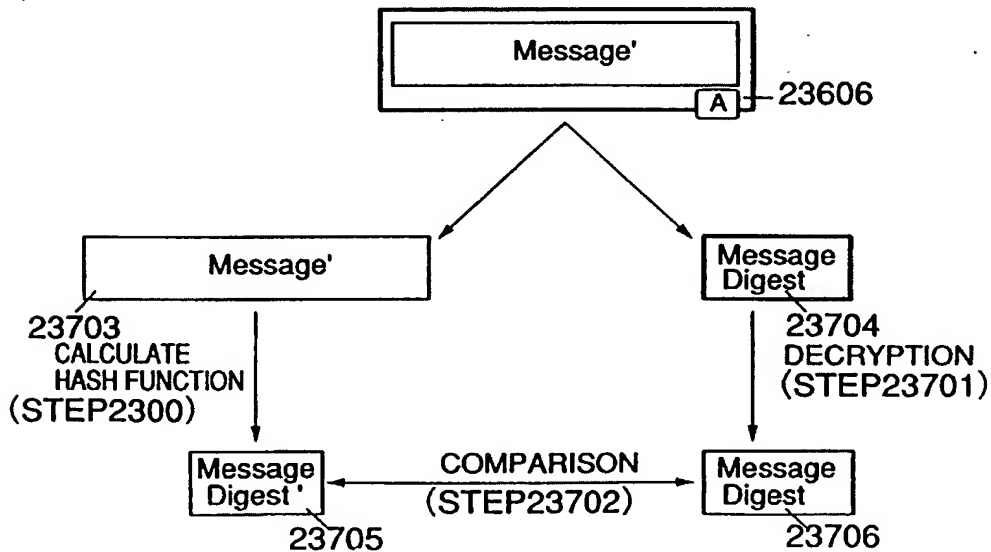 Message'
A
23606
Message'
Message
Digest
23703
23704
CALCULATE
HASH FUNCTION
(STEP2300)
DECRYPTION
(STEP23701)
Message
Digest'
COMPARISON
(STEP23702)
Message
Digest
23705
23706